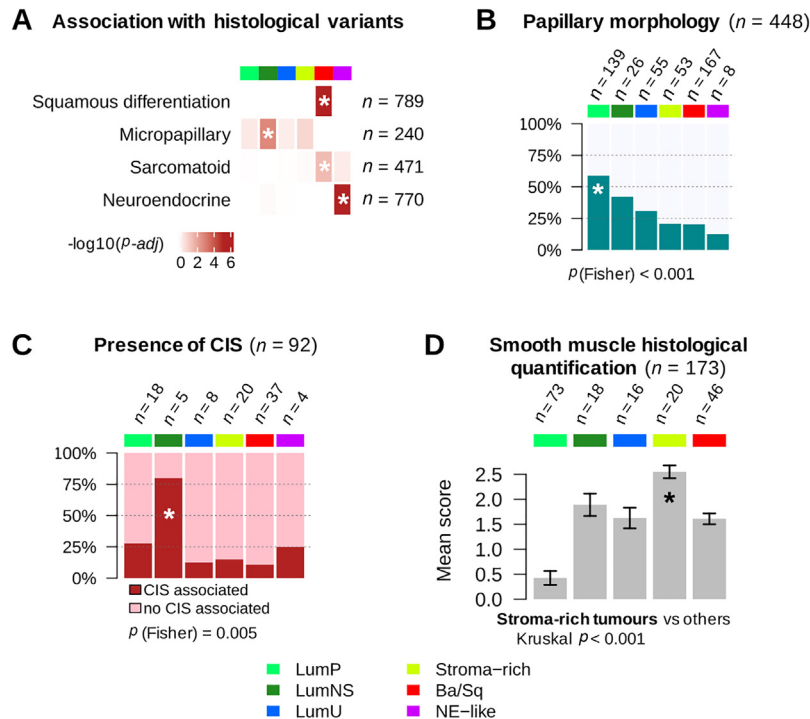 A Association with histological variants
Squamous differentiation * n = 789
Micropapillary * n = 240
Sarcomatoid * n = 471
Neuroendocrine * n = 770
-log10(p-adj)
0 2 4 6
B Papillary morphology (n = 448)
n = 139 n = 26 n = 55 n = 53 n = 167 n = 8
100%
75%
50%
25%
0%
*
p (Fisher) < 0.001
C Presence of CIS (n = 92)
n = 18 n = 5 n = 8 n = 20 n = 37 n = 4
100%
75%
50%
25%
0%
*
CIS associated
no CIS associated
p (Fisher) = 0.005
D Smooth muscle histological
quantification (n = 173)
n = 73 n = 18 n = 16 n = 20 n = 46
Mean score
2.5
2.0
1.5
1.0
0.5
0.0
*
Stroma-rich tumours vs others
Kruskal p < 0.001
LumP
LumNS
LumU
Stroma−rich
Ba/Sq
NE−like